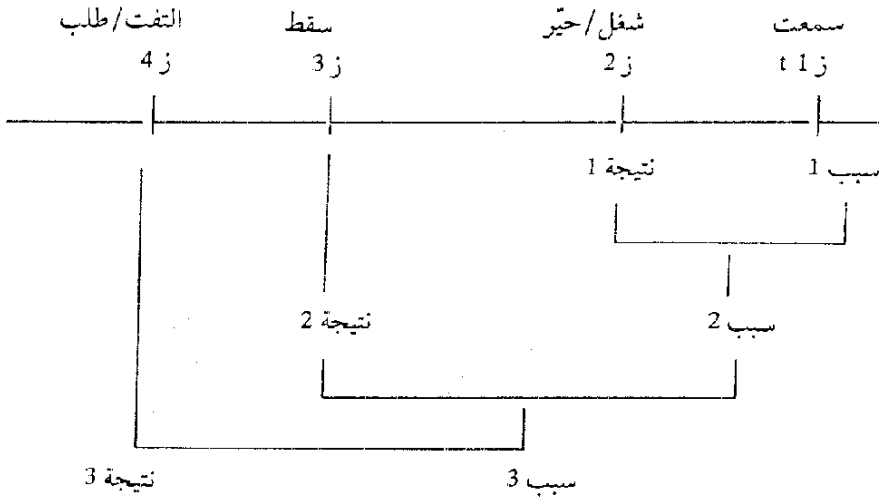 سمعت شغل/حيّر سقط التفت/طلب
ز 1 t ز 2 ز 3 ز 4
سبب 1 نتيجة 1
سبب 2 نتيجة 2
سبب 3 نتيجة 3